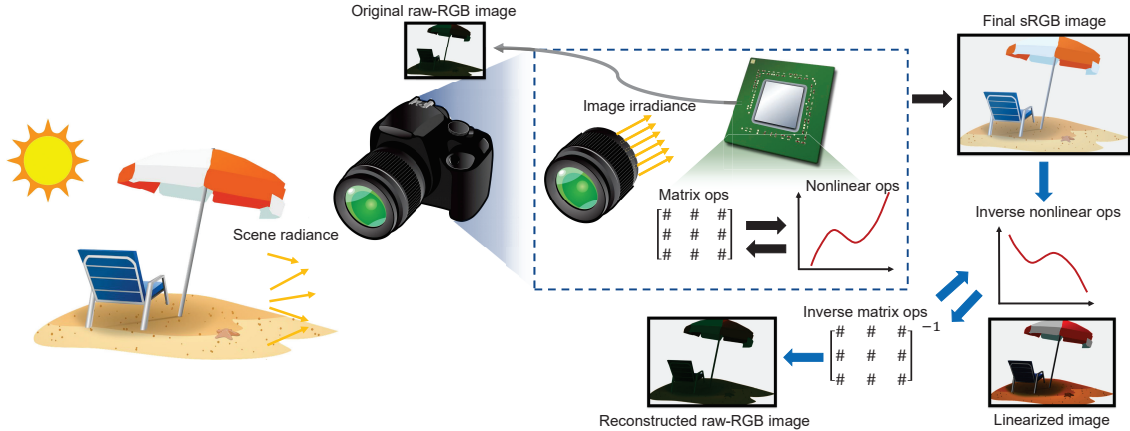 Original raw-RGB image
Final sRGB image
Image irradiance
Scene radiance
Matrix ops
# # #
# # #
# # #
Nonlinear ops
Inverse nonlinear ops
Inverse matrix ops
# # #
# # #
# # #
−1
Reconstructed raw-RGB image
Linearized image